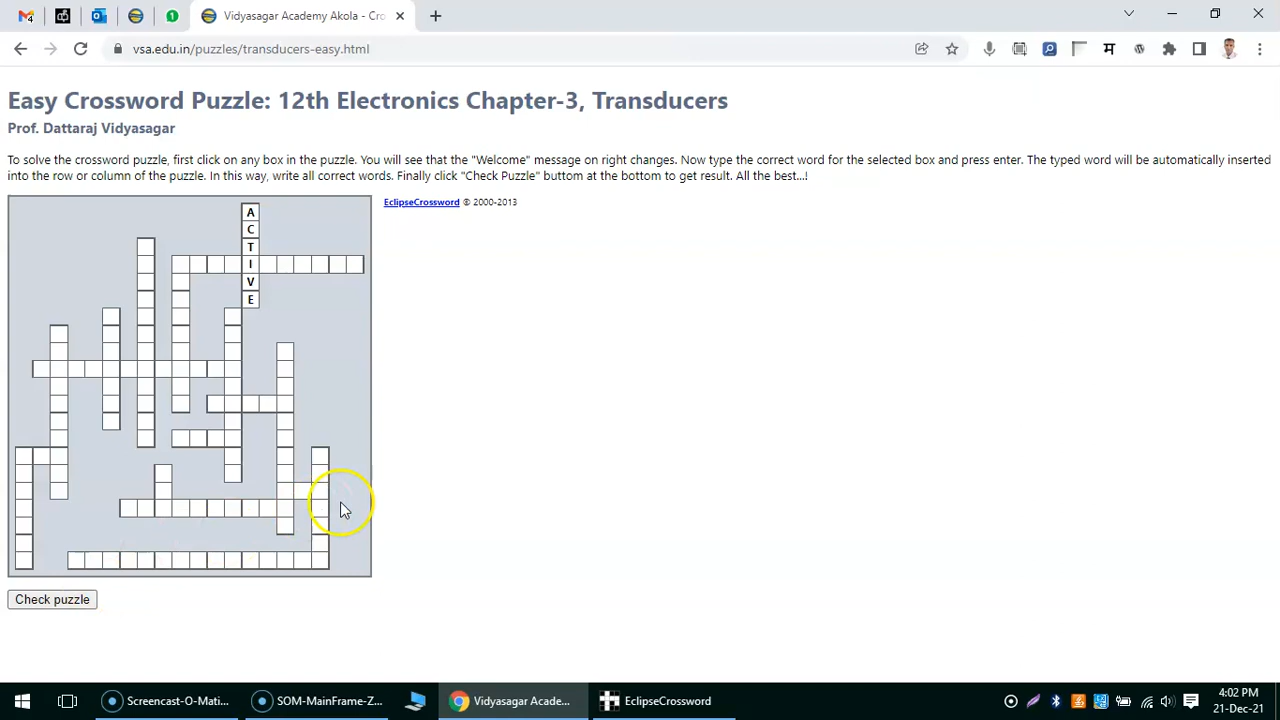 Vidyasagar Academy Akola - Cro
vsa.edu.in/puzzles/transducers-easy.html
Easy Crossword Puzzle: 12th Electronics Chapter-3, Transducers
Prof. Dattaraj Vidyasagar
To solve the crossword puzzle, first click on any box in the puzzle. You will see that the "Welcome" message on right changes. Now type the correct word for the selected box and press enter. The typed word will be automatically inserted
into the row or column of the puzzle. In this way, write all correct words. Finally click "Check Puzzle" buttom at the bottom to get result. All the best...!
EclipseCrossword © 2000-2013
A
C
T
I
V
E
Check puzzle
Screencast-O-Mati...
SOM-MainFrame-Z...
Vidyasagar Acade...
EclipseCrossword
4:02 PM
21-Dec-21